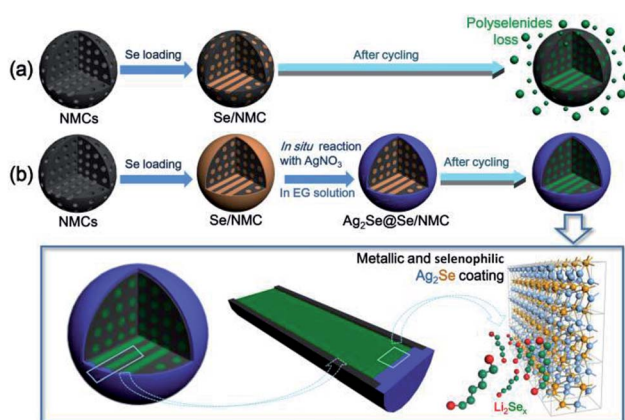 Polyselenides
loss
(a)
Se loading
After cycling
NMCs
Se/NMC
In situ reaction
with AgNO₃
(b)
Se loading
After cycling
In EG solution
NMCs
Se/NMC
Ag₂Se@Se/NMC
Metallic and selenophilic
Ag₂Se coating
Li₂Seₓ